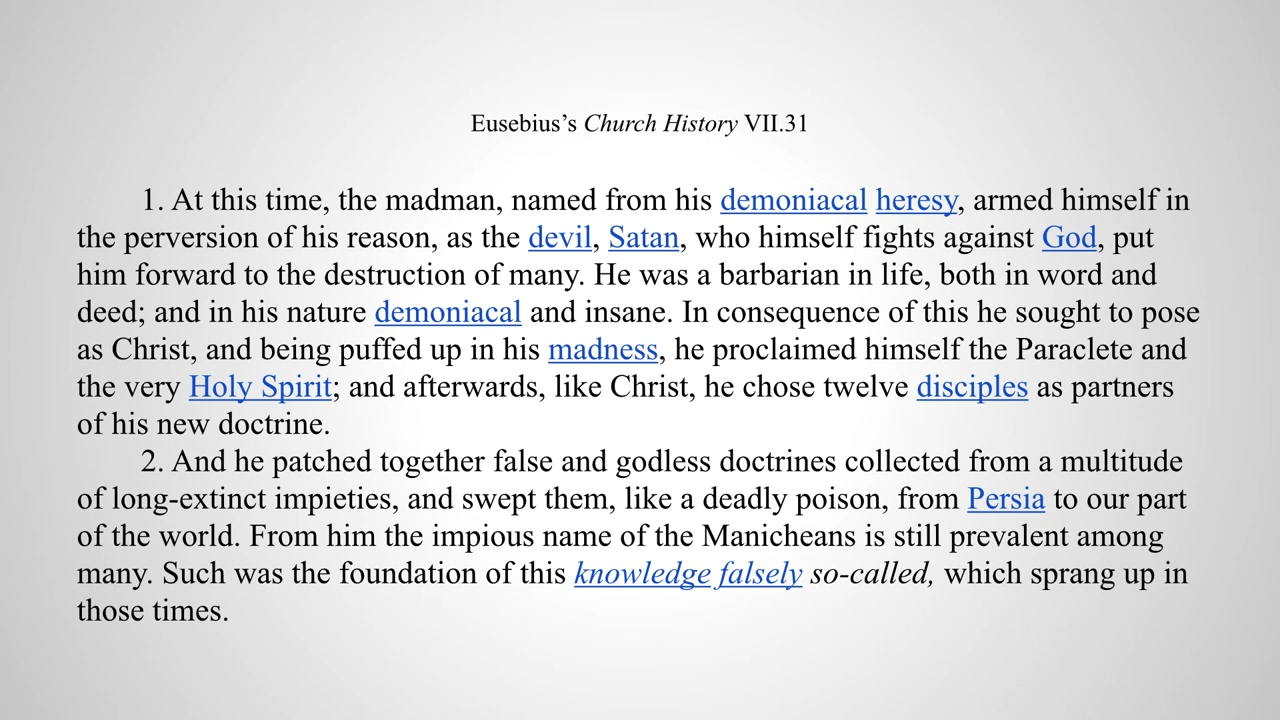 Eusebius’s Church History VII.31
1. At this time, the madman, named from his demoniacal heresy, armed himself in
the perversion of his reason, as the devil, Satan, who himself fights against God, put
him forward to the destruction of many. He was a barbarian in life, both in word and
deed; and in his nature demoniacal and insane. In consequence of this he sought to pose
as Christ, and being puffed up in his madness, he proclaimed himself the Paraclete and
the very Holy Spirit; and afterwards, like Christ, he chose twelve disciples as partners
of his new doctrine.
2. And he patched together false and godless doctrines collected from a multitude
of long-extinct impieties, and swept them, like a deadly poison, from Persia to our part
of the world. From him the impious name of the Manicheans is still prevalent among
many. Such was the foundation of this knowledge falsely so-called, which sprang up in
those times.